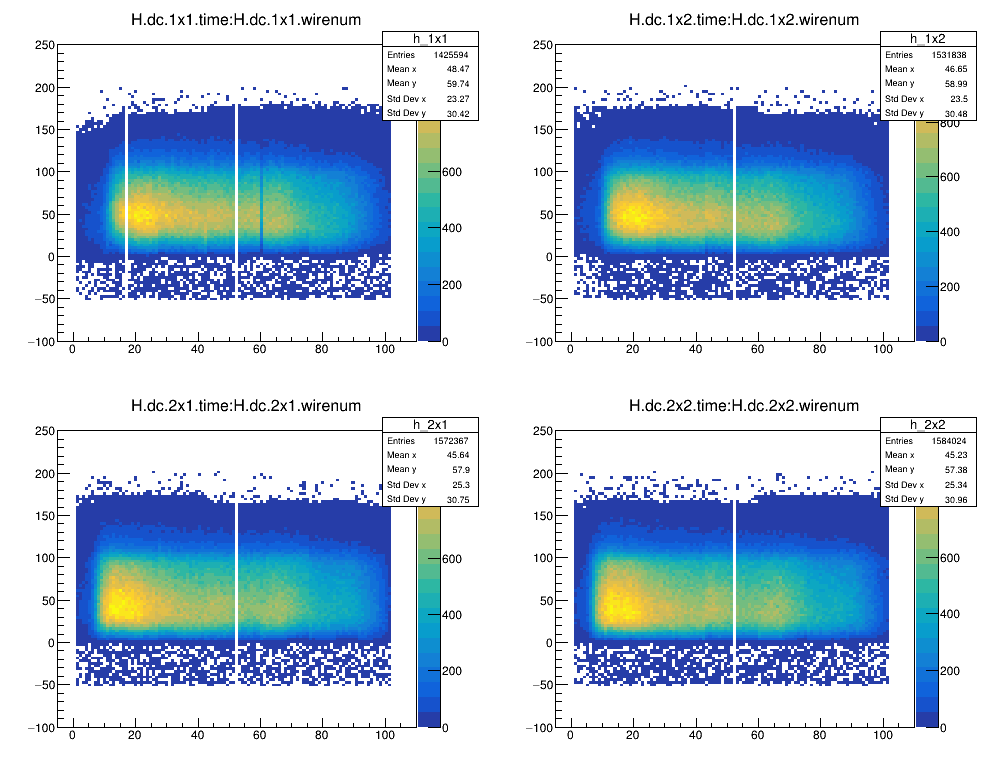 H.dc.1x1.time:H.dc.1x1.wirenum
h_1x1
Entries 1425594
Mean x 48.47
Mean y 59.74
Std Dev x 23.27
Std Dev y 30.42
250
200
150
100
50
0
−50
−100
0 20 40 60 80 100
600
400
200
0
H.dc.1x2.time:H.dc.1x2.wirenum
h_1x2
Entries 1531838
Mean x 46.65
Mean y 58.99
Std Dev x 23.5
Std Dev y 30.48
250
200
150
100
50
0
−50
−100
0 20 40 60 80 100
800
600
400
200
0
H.dc.2x1.time:H.dc.2x1.wirenum
h_2x1
Entries 1572367
Mean x 45.64
Mean y 57.9
Std Dev x 25.3
Std Dev y 30.75
250
200
150
100
50
0
−50
−100
0 20 40 60 80 100
600
400
200
0
H.dc.2x2.time:H.dc.2x2.wirenum
h_2x2
Entries 1584024
Mean x 45.23
Mean y 57.38
Std Dev x 25.34
Std Dev y 30.96
250
200
150
100
50
0
−50
−100
0 20 40 60 80 100
600
400
200
0